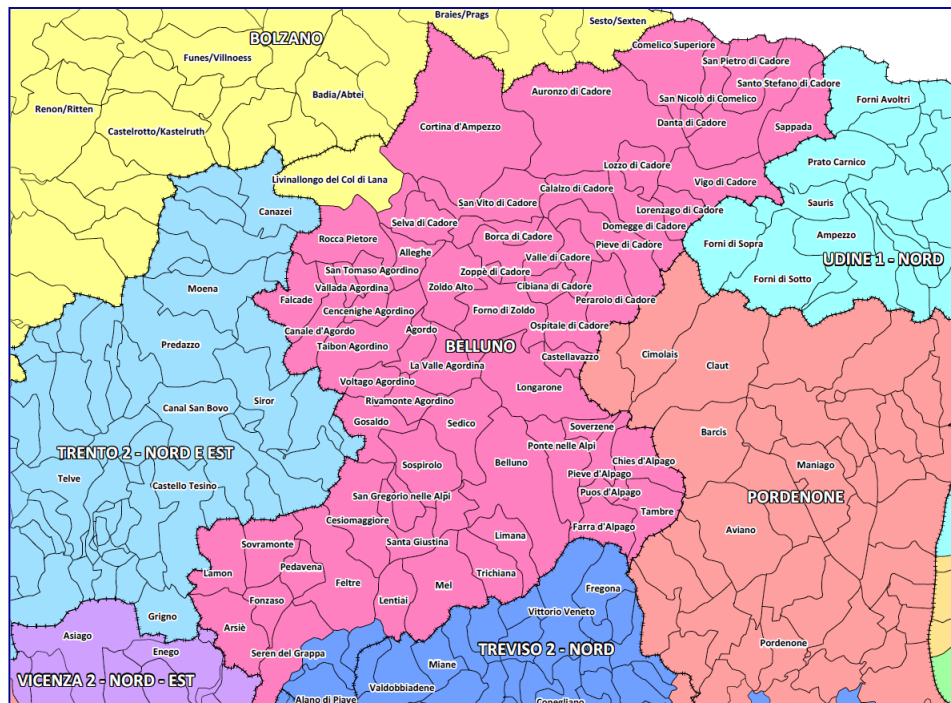 Braies/Prags
Sesto/Sexten
BOLZANO
Comelico Superiore
Funes/Villnoess
San Pietro di Cadore
Badia/Abtei
Auronzo di Cadore
Santo Stefano di Cadore
Renon/Ritten
San Nicolò di Comelico
Forni Avoltri
Castelrotto/Kastelruth
Cortina d'Ampezzo
Danta di Cadore
Sappada
Lozzo di Cadore
Prato Carnico
Livinallongo del Col di Lana
Calalzo di Cadore
Vigo di Cadore
San Vito di Cadore
Sauris
Canazei
Selva di Cadore
Lorenzago di Cadore
Domegge di Cadore
Rocca Pietore
Borca di Cadore
Ampezzo
Alleghe
Pieve di Cadore
Forni di Sopra
Valle di Cadore
UDINE 1 - NORD
San Tomaso Agordino
Zoppè di Cadore
Forni di Sotto
Moena
Vallada Agordina
Zoldo Alto
Cibiana di Cadore
Falcade
Perarolo di Cadore
Cencenighe Agordino
Forno di Zoldo
Canale d'Agordo
Agordo
Ospitale di Cadore
Predazzo
Taibon Agordino
BELLUNO
Castellavazzo
Cimolais
La Valle Agordina
Claut
Voltago Agordino
Longarone
Siror
Rivamonte Agordino
Canal San Bovo
Gosaldo
Sedico
Soverzene
Barcis
TRENTO 2 - NORD E EST
Ponte nelle Alpi
Belluno
Chies d'Alpago
Sospirolo
Maniago
Telve
Pieve d'Alpago
Castello Tesino
Puos d'Alpago
San Gregorio nelle Alpi
PORDENONE
Tambre
Cesiomaggiore
Farra d'Alpago
Aviano
Limana
Santa Giustina
Sovramonte
Pedavena
Lamon
Trichiana
Feltre
Mel
Fregona
Fonzaso
Lentiai
Vittorio Veneto
Grigno
Arsiè
Asiago
Pordenone
Enego
Seren del Grappa
TREVISO 2 - NORD
Miane
VICENZA 2 - NORD - EST
Valdobbiadene
Alano di Piave
Conegliano